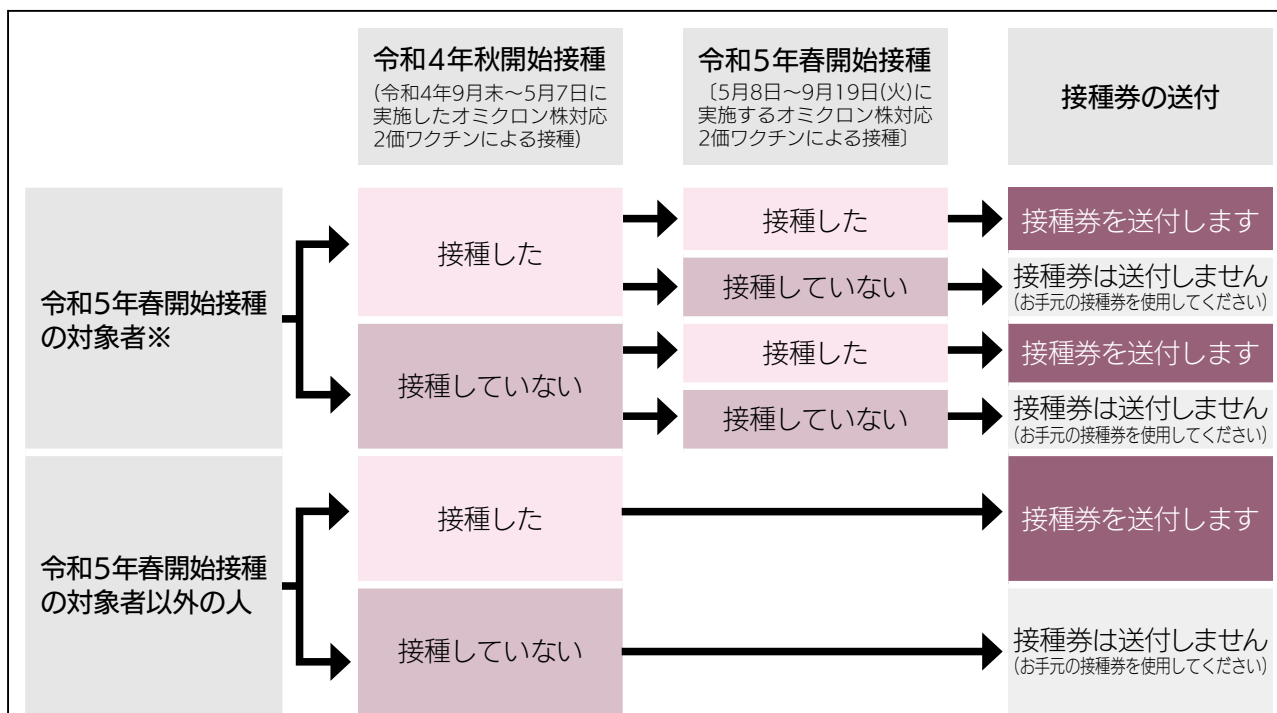 令和4年秋開始接種
(令和4年9月末〜5月7日に
実施したオミクロン株対応
2価ワクチンによる接種)
令和5年春開始接種
〔5月8日〜9月19日(火)に
実施するオミクロン株対応
2価ワクチンによる接種〕
接種券の送付
令和5年春開始接種
の対象者※
接種した
接種した
接種券を送付します
接種していない
接種券は送付しません
(お手元の接種券を使用してください)
接種していない
接種した
接種券を送付します
接種していない
接種券は送付しません
(お手元の接種券を使用してください)
令和5年春開始接種
の対象者以外の人
接種した
接種券を送付します
接種していない
接種券は送付しません
(お手元の接種券を使用してください)